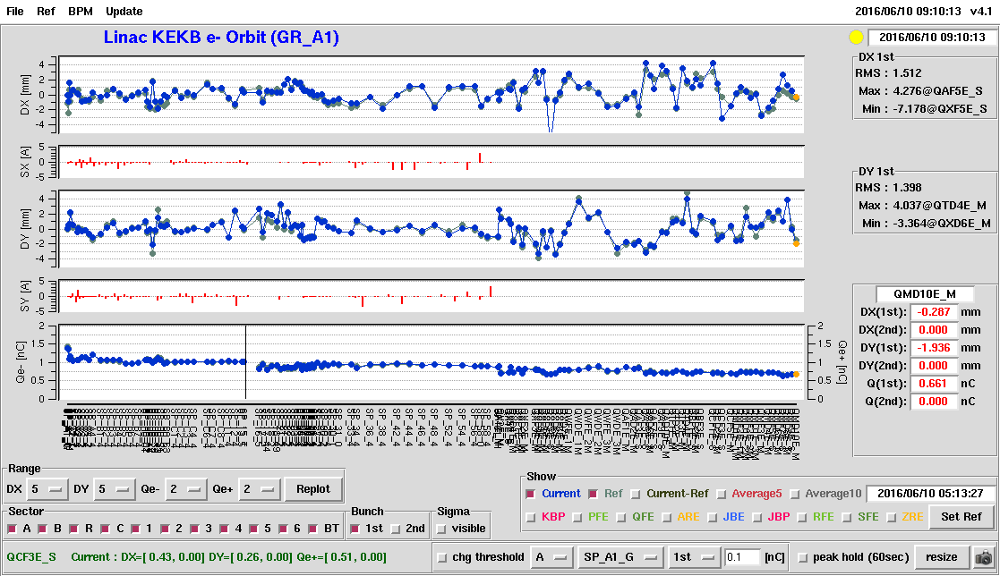 File Ref BPM Update 2016/06/10 09:10:13 v4.1
Linac KEKB e- Orbit (GR_A1) 2016/06/10 09:10:13
DX [mm] 4 2 0 -2 -4
DX 1st
RMS : 1.512
Max : 4.276@QAF5E_S
Min : -7.178@QXF5E_S
SX [A] 5 0 -5
DY [mm] 4 2 0 -2 -4
DY 1st
RMS : 1.398
Max : 4.037@QTD4E_M
Min : -3.364@QXD6E_M
SY [A] 5 0 -5
Qe- [nC] 2 1.5 1 0.5 0
Qe+ [nC] 2 1.5 1 0.5 0
QMD10E_M
DX(1st): -0.287 mm
DX(2nd): 0.000 mm
DY(1st): -1.936 mm
DY(2nd): 0.000 mm
Q(1st): 0.661 nC
Q(2nd): 0.000 nC
SP_36_4 SP_42_4 SP_44_4 SP_46_4 SP_48_4 SP_52_4 SP_54_4 SP_56_4
Range
DX 5 DY 5 Qe- 2 Qe+ 2 Replot
Show
Current Ref Current-Ref Average5 Average10 2016/06/10 05:13:27
KBP PFE QFE ARE JBE JBP RFE SFE ZRE Set Ref
Sector
A B R C 1 2 3 4 5 6 BT
Bunch
1st 2nd
Sigma
visible
QCF3E_S Current : DX=[ 0.43, 0.00] DY=[ 0.26, 0.00] Qe+=[ 0.51, 0.00]
chg threshold A SP_A1_G 1st 0.1 [nC] peak hold (60sec) resize